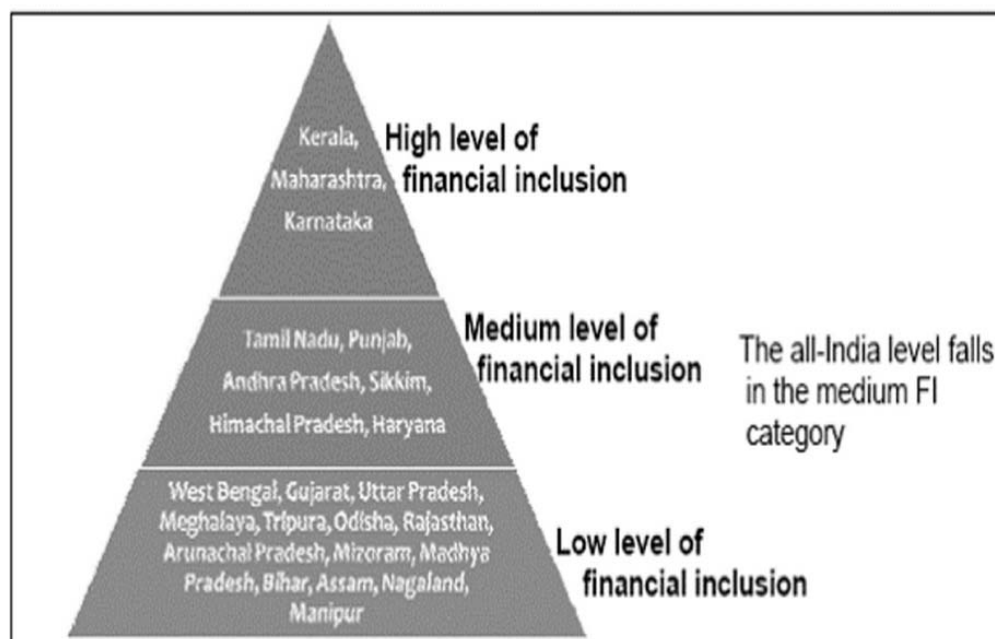 Kerala,
Maharashtra,
Karnataka
High level of
financial inclusion
Tamil Nadu, Punjab,
Andhra Pradesh, Sikkim,
Himachal Pradesh, Haryana
Medium level of
financial inclusion
The all-India level falls
in the medium FI
category
West Bengal, Gujarat, Uttar Pradesh,
Meghalaya, Tripura, Odisha, Rajasthan,
Arunachal Pradesh, Mizoram, Madhya
Pradesh, Bihar, Assam, Nagaland,
Manipur
Low level of
financial inclusion